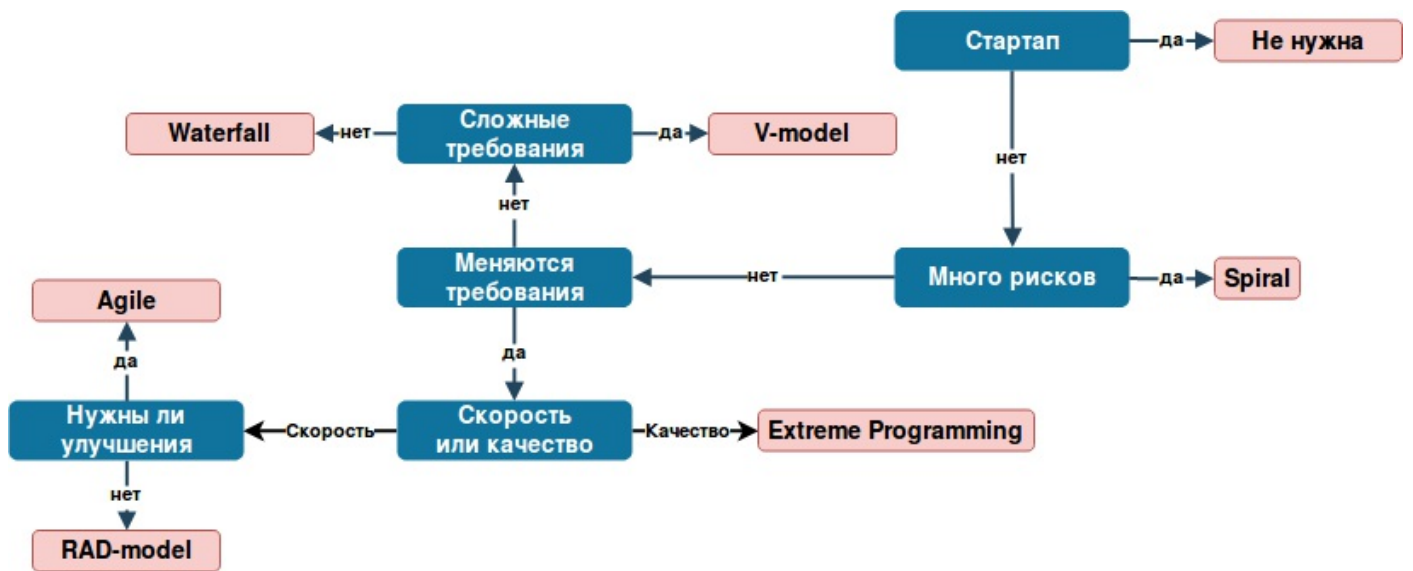 Стартап
да
Не нужна
нет
Waterfall
нет
Сложные
требования
да
V-model
нет
Меняются
требования
нет
Много рисков
да
Spiral
Agile
да
да
Нужны ли
улучшения
Скорость
Скорость
или качество
Качество
Extreme Programming
нет
RAD-model